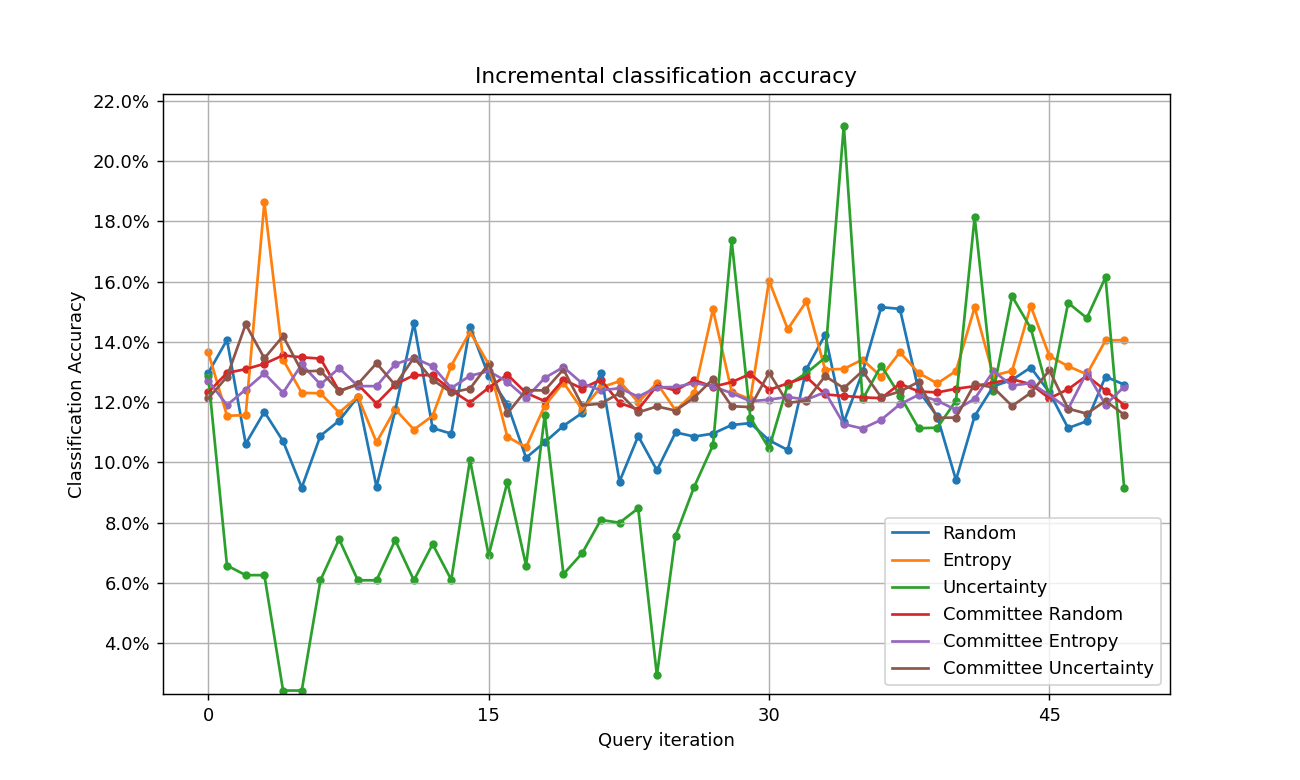 Incremental classification accuracy
22.0%
20.0%
18.0%
16.0%
14.0%
12.0%
10.0%
8.0%
6.0%
4.0%
Classification Accuracy
0 15 30 45
Query iteration
Random
Entropy
Uncertainty
Committee Random
Committee Entropy
Committee Uncertainty